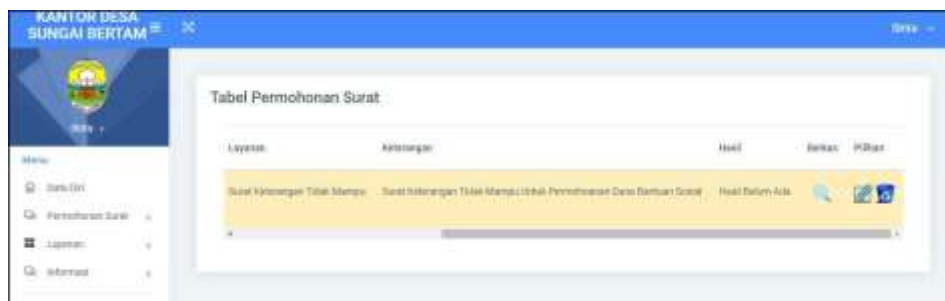 KANTOR DESA
SUNGAI BERTAM
Tabel Permohonan Surat
Layanan
Keterangan
Hasil
Berkas
Pilihan
Surat Keterangan Tidak Mampu
Surat Keterangan Tidak Mampu Untuk Permohonan Dana Bantuan Sosial
Hasil Belum Ada
Menu
Data Diri
Permohonan Surat
Layanan
Informasi